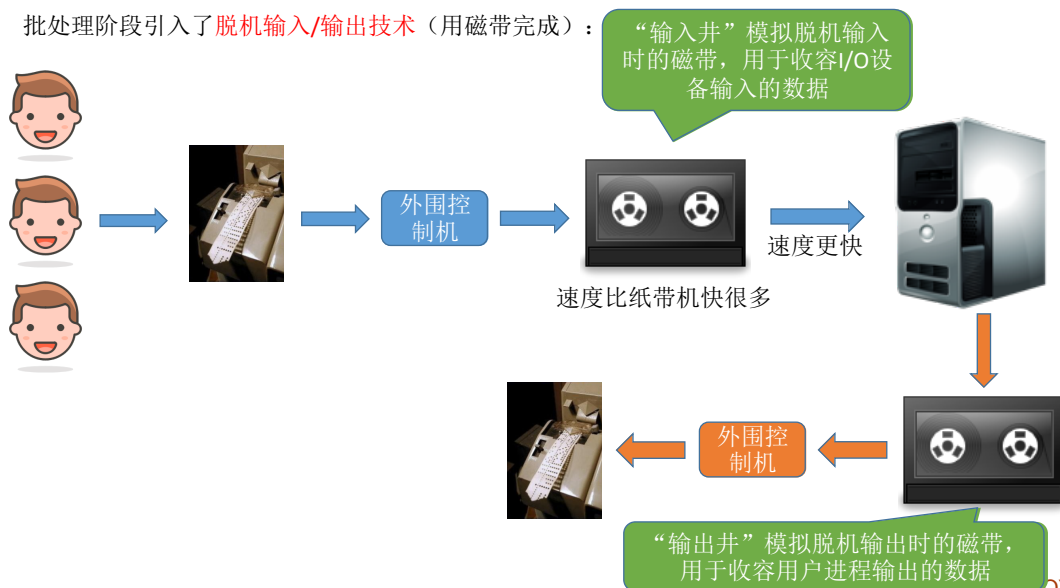 批处理阶段引入了脱机输入/输出技术（用磁带完成）：
“输入井”模拟脱机输入
时的磁带，用于收容I/O设
备输入的数据
外围控
制机
速度更快
速度比纸带机快很多
外围控
制机
“输出井”模拟脱机输出时的磁带，
用于收容用户进程输出的数据